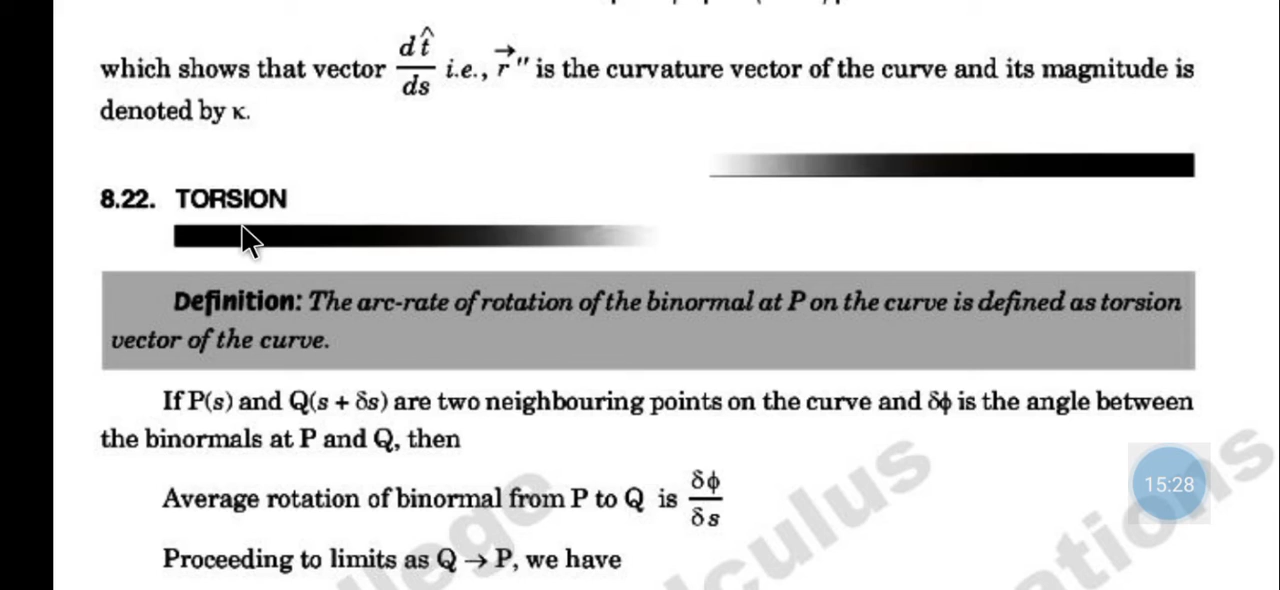 which shows that vector dt̂/ds i.e., r⃗″ is the curvature vector of the curve and its magnitude is
denoted by κ.
8.22. TORSION
Definition: The arc-rate of rotation of the binormal at P on the curve is defined as torsion
vector of the curve.
If P(s) and Q(s + δs) are two neighbouring points on the curve and δϕ is the angle between
the binormals at P and Q, then
Average rotation of binormal from P to Q is δϕ/δs
15:28
Proceeding to limits as Q → P, we have